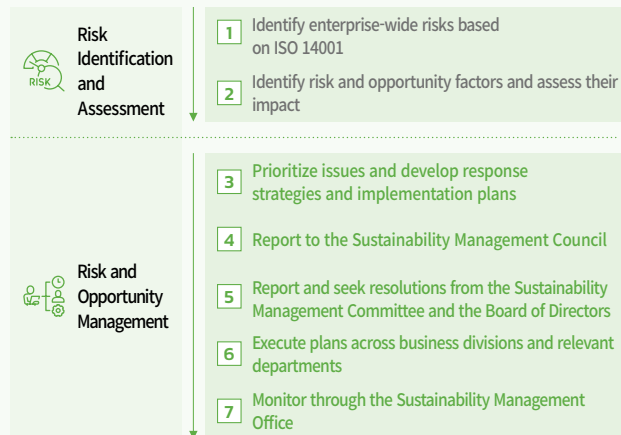 RISK
Risk
Identification
and
Assessment
1 Identify enterprise-wide risks based
on ISO 14001
2 Identify risk and opportunity factors and assess their
impact
Risk and
Opportunity
Management
3 Prioritize issues and develop response
strategies and implementation plans
4 Report to the Sustainability Management Council
5 Report and seek resolutions from the Sustainability
Management Committee and the Board of Directors
6 Execute plans across business divisions and relevant
departments
7 Monitor through the Sustainability Management
Office